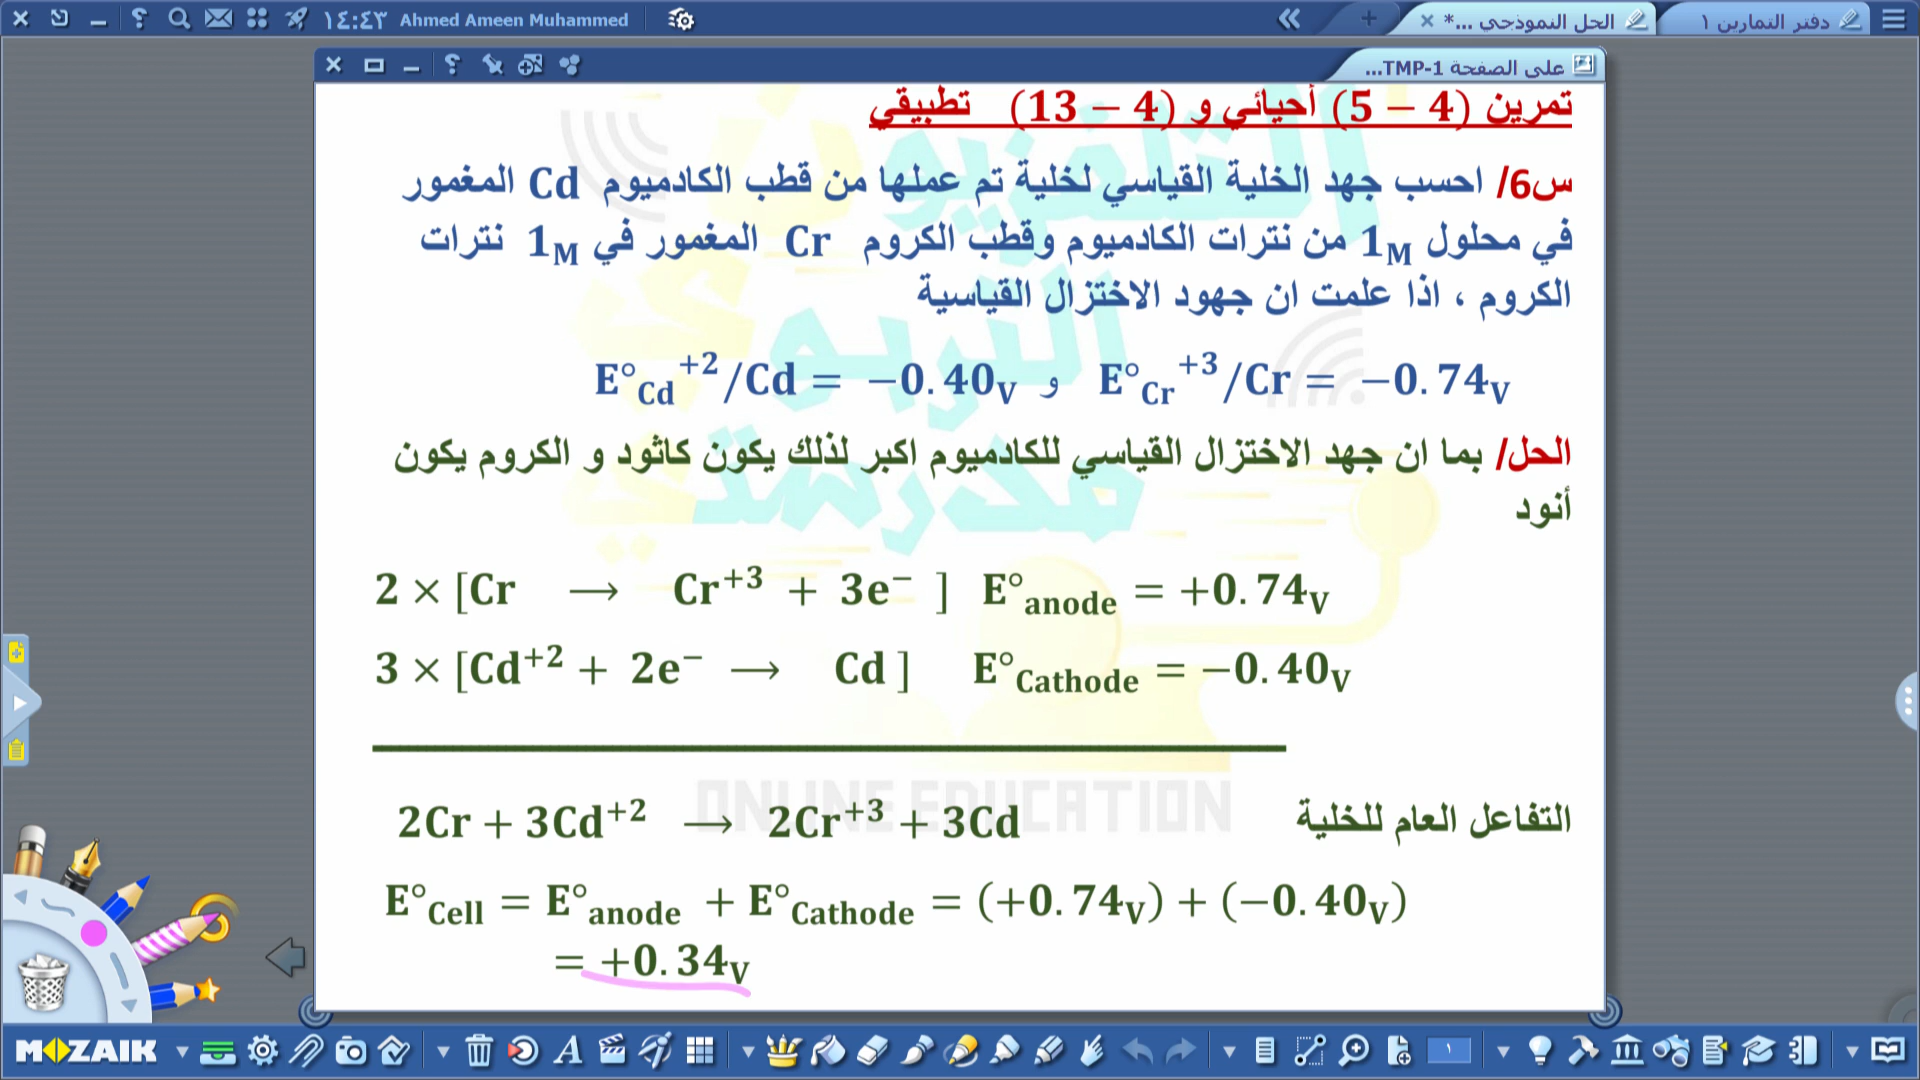 ١٤:٤٣ Ahmed Ameen Muhammed
الحل النموذجي ...*
دفتر التمارين ١
على الصفحة TMP-1...
تمرين (4 – 5) أحيائي و (4 – 13) تطبيقي
س6/ احسب جهد الخلية القياسي لخلية تم عملها من قطب الكادميوم Cd المغمور
في محلول 1M من نترات الكادميوم وقطب الكروم Cr المغمور في 1M نترات
الكروم ، اذا علمت ان جهود الاختزال القياسية
E°Cd+2/Cd = −0.40V و E°Cr+3/Cr = −0.74V
الحل/ بما ان جهد الاختزال القياسي للكادميوم اكبر لذلك يكون كاثود و الكروم يكون
أنود
2 × [Cr ⟶ Cr+3 + 3e− ] E°anode = +0.74V
3 × [Cd+2 + 2e− ⟶ Cd ] E°Cathode = −0.40V
2Cr + 3Cd+2 ⟶ 2Cr+3 + 3Cd التفاعل العام للخلية
E°Cell = E°anode + E°Cathode = (+0.74V) + (−0.40V)
= +0.34V
التلفزيون
التربوي
مدرستي
ONLINE EDUCATION
MOZAIK
١